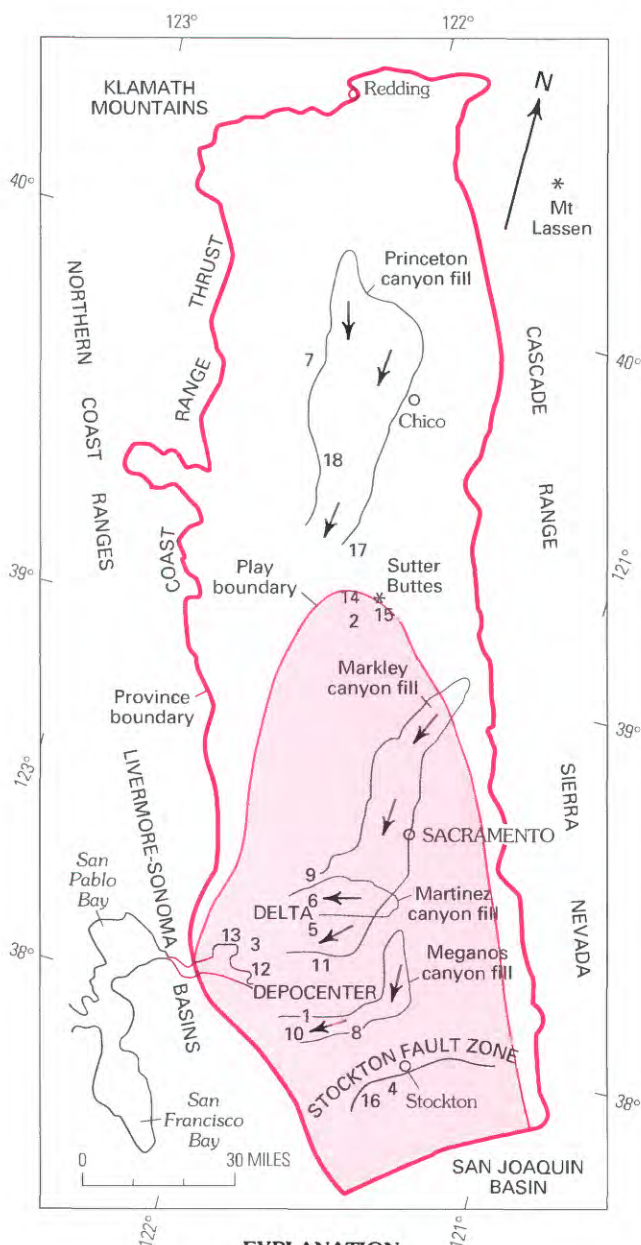 123°
122°
KLAMATH
MOUNTAINS
Redding
N
Mt
Lassen
40°
Princeton
canyon fill
NORTHERN COAST RANGES
COAST RANGE THRUST
7
Chico
40°
CASCADE RANGE
18
17
39°
Play
boundary
Sutter
Buttes
14
15
2
121°
Markley
canyon fill
Province
boundary
39°
123°
LIVERMORE-SONOMA BASINS
SIERRA NEVADA
SACRAMENTO
San
Pablo
Bay
9
6
DELTA
Martinez
canyon fill
5
13
3
38°
11
12
Meganos
canyon fill
DEPOCENTER
1
10
8
STOCKTON FAULT ZONE
4
16
Stockton
38°
San
Francisco
Bay
0 30 MILES
SAN JOAQUIN
BASIN
122°
121°